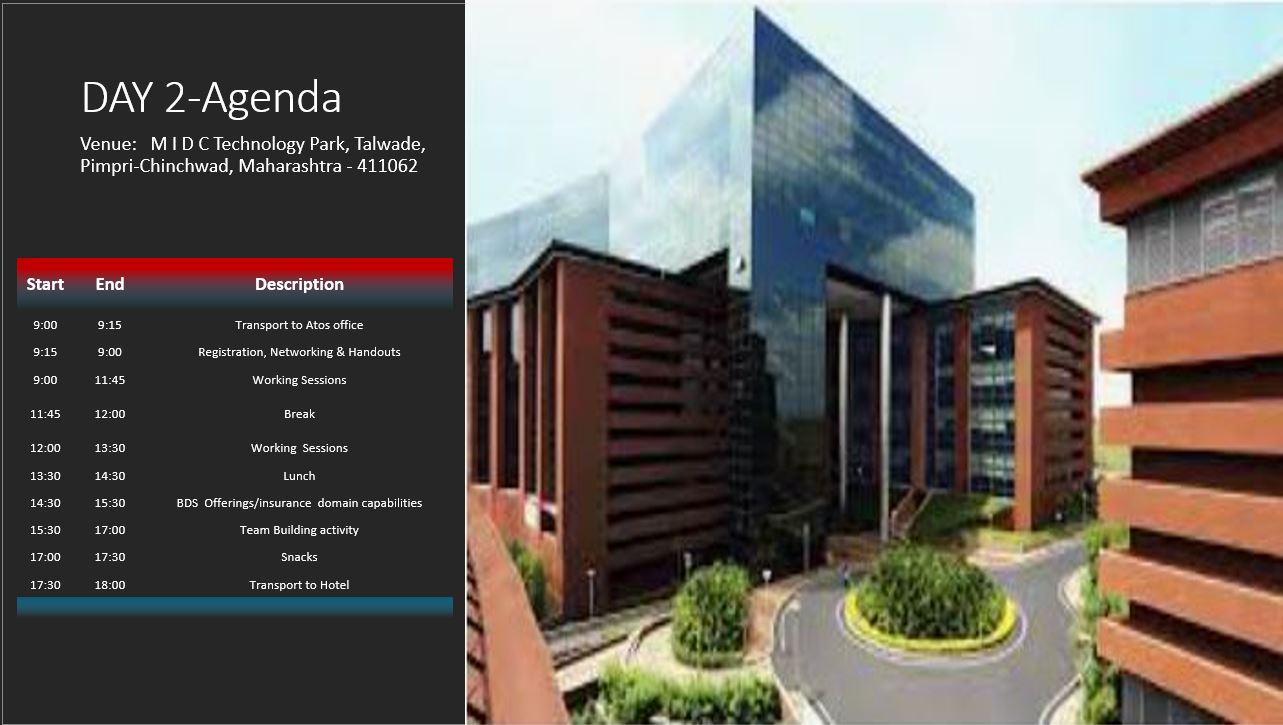 DAY 2-Agenda
Venue:   M I D C Technology Park, Talwade,
Pimpri-Chinchwad, Maharashtra - 411062
Start End Description
9:00 9:15 Transport to Atos office
9:15 9:00 Registration, Networking & Handouts
9:00 11:45 Working Sessions
11:45 12:00 Break
12:00 13:30 Working  Sessions
13:30 14:30 Lunch
14:30 15:30 BDS  Offerings/insurance  domain capabilities
15:30 17:00 Team Building activity
17:00 17:30 Snacks
17:30 18:00 Transport to Hotel